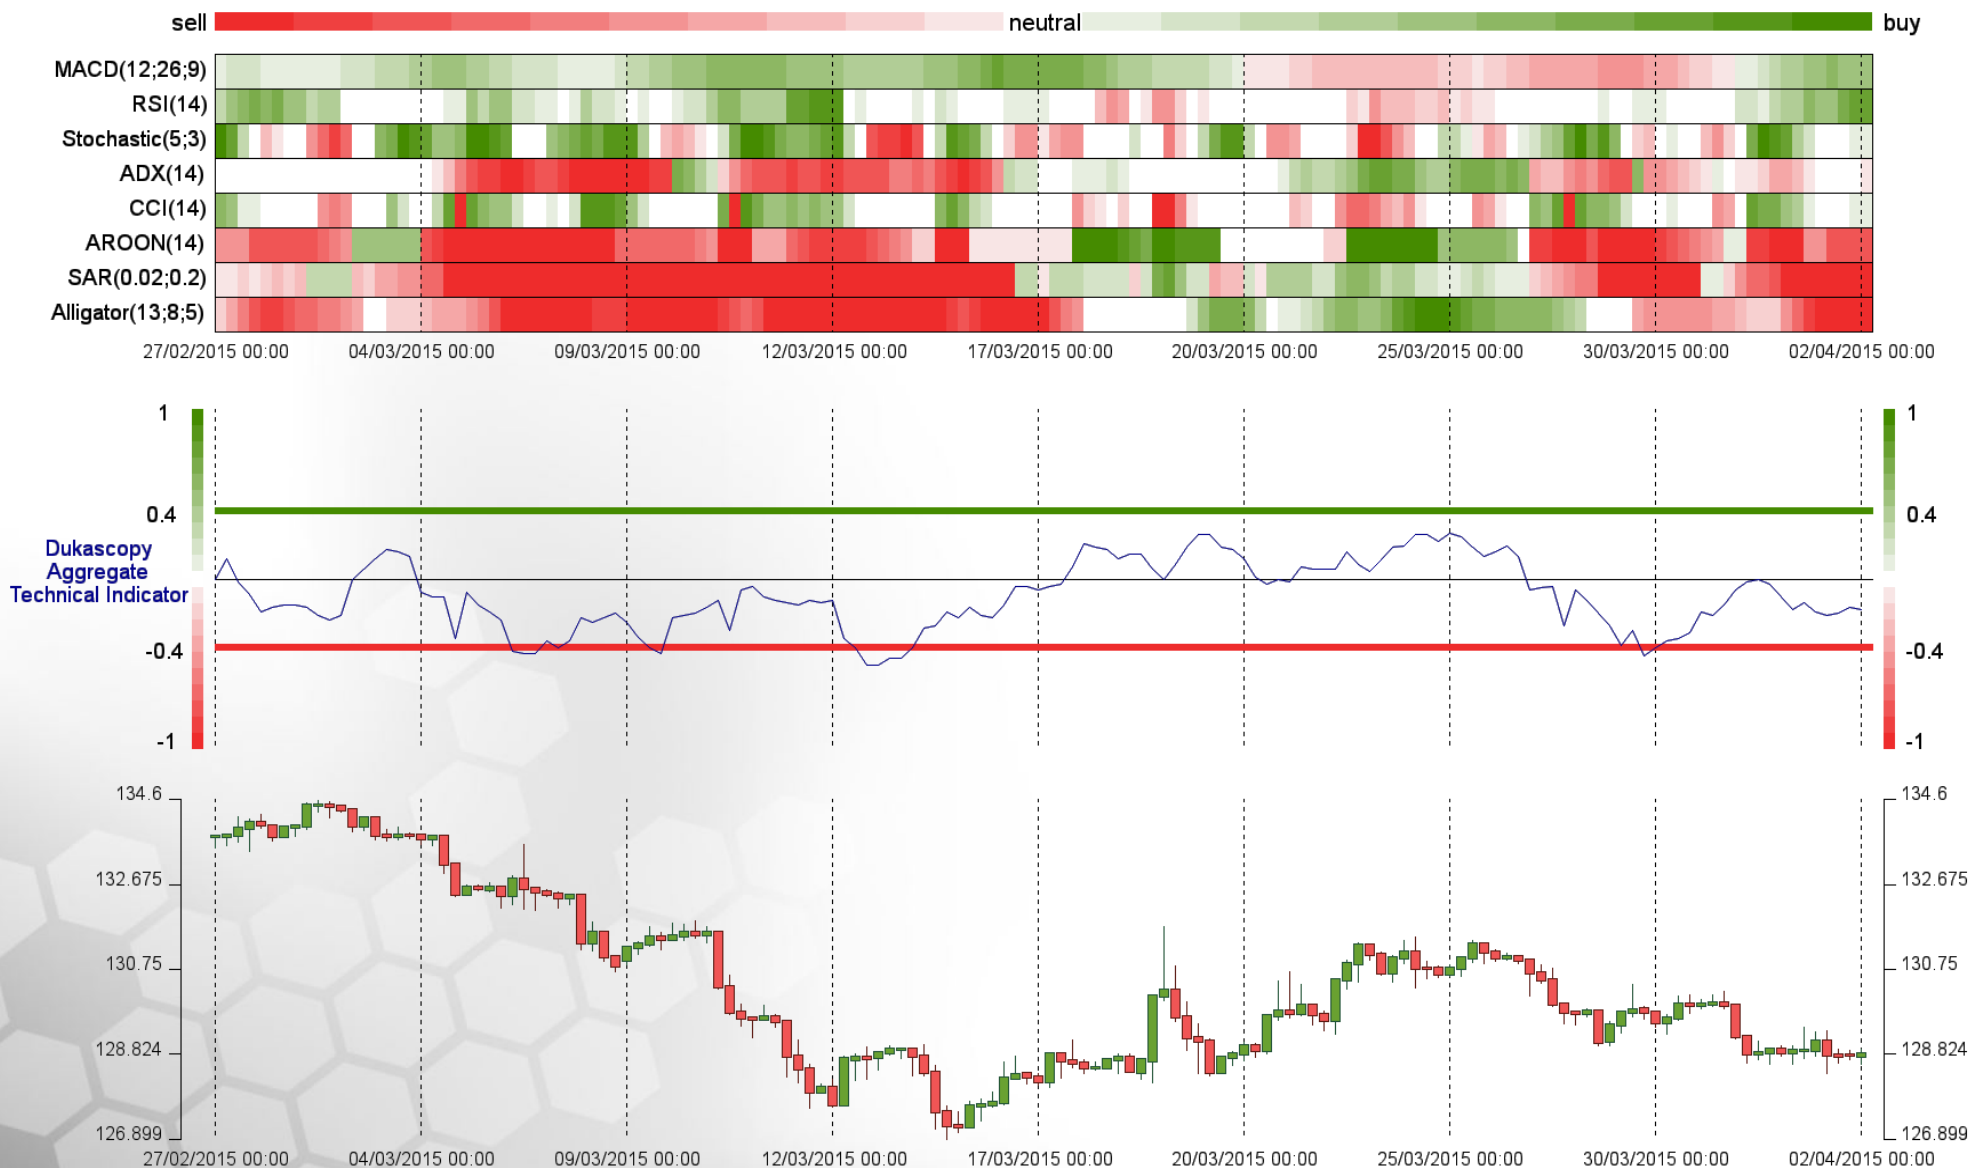 sell neutral buy
MACD(12;26;9)
RSI(14)
Stochastic(5;3)
ADX(14)
CCI(14)
AROON(14)
SAR(0.02;0.2)
Alligator(13;8;5)
27/02/2015 00:00 04/03/2015 00:00 09/03/2015 00:00 12/03/2015 00:00 17/03/2015 00:00 20/03/2015 00:00 25/03/2015 00:00 30/03/2015 00:00 02/04/2015 00:00
1 1
0.4 0.4
Dukascopy
Aggregate
Technical Indicator
-0.4 -0.4
-1 -1
134.6 134.6
132.675 132.675
130.75 130.75
128.824 128.824
126.899 126.899
27/02/2015 00:00 04/03/2015 00:00 09/03/2015 00:00 12/03/2015 00:00 17/03/2015 00:00 20/03/2015 00:00 25/03/2015 00:00 30/03/2015 00:00 02/04/2015 00:00